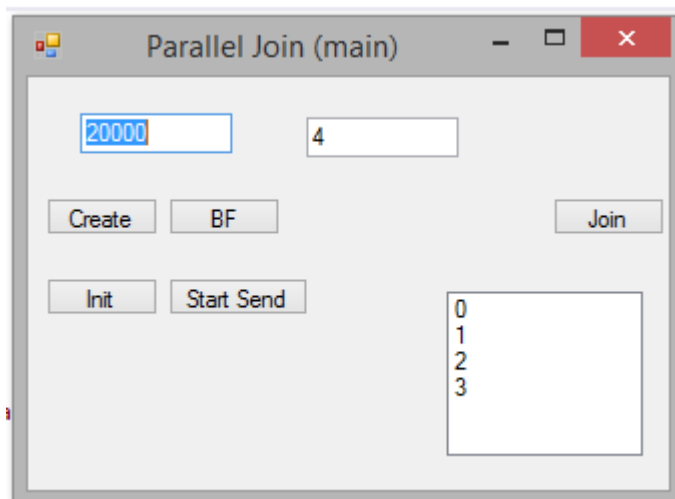 Parallel Join (main)
20000
4
Create
BF
Join
Init
Start Send
0
1
2
3
a